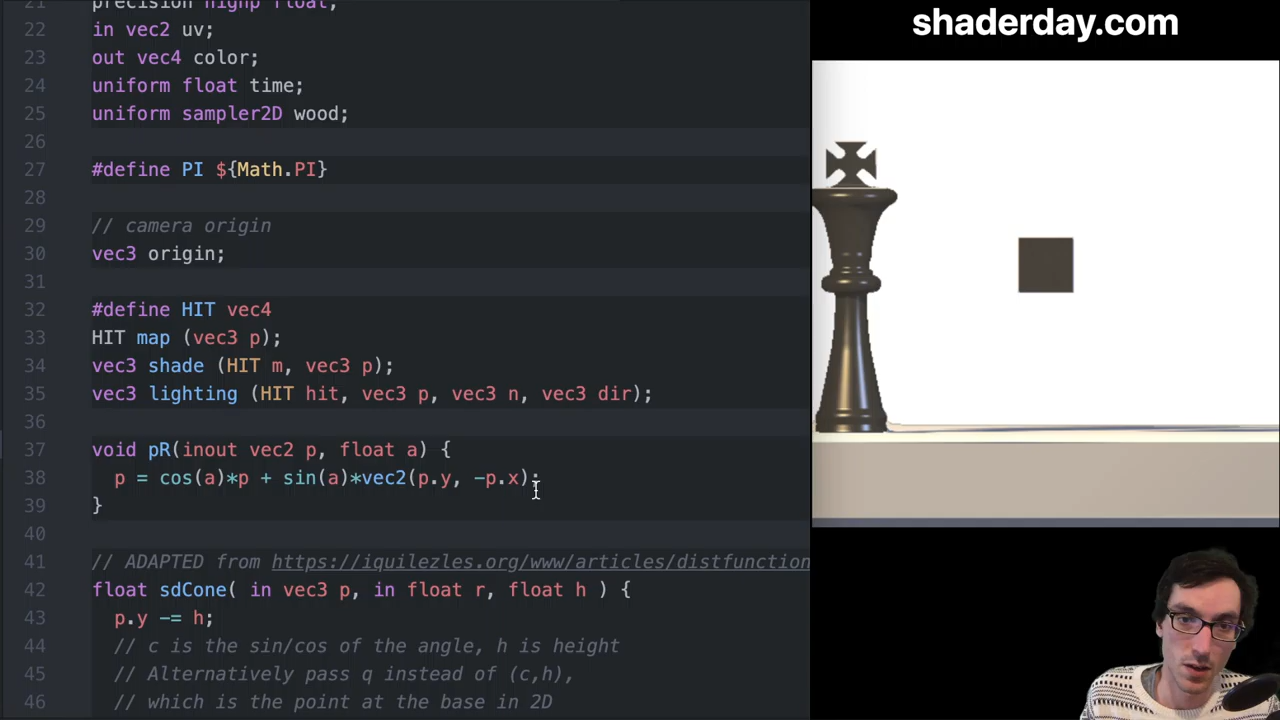 21 precision highp float;
22 in vec2 uv;
23 out vec4 color;
24 uniform float time;
25 uniform sampler2D wood;
26
27 #define PI ${Math.PI}
28
29 // camera origin
30 vec3 origin;
31
32 #define HIT vec4
33 HIT map (vec3 p);
34 vec3 shade (HIT m, vec3 p);
35 vec3 lighting (HIT hit, vec3 p, vec3 n, vec3 dir);
36
37 void pR(inout vec2 p, float a) {
38 p = cos(a)*p + sin(a)*vec2(p.y, -p.x);
39 }
40
41 // ADAPTED from https://iquilezles.org/www/articles/distfunction
42 float sdCone( in vec3 p, in float r, float h ) {
43 p.y -= h;
44 // c is the sin/cos of the angle, h is height
45 // Alternatively pass q instead of (c,h),
46 // which is the point at the base in 2D
shaderday.com